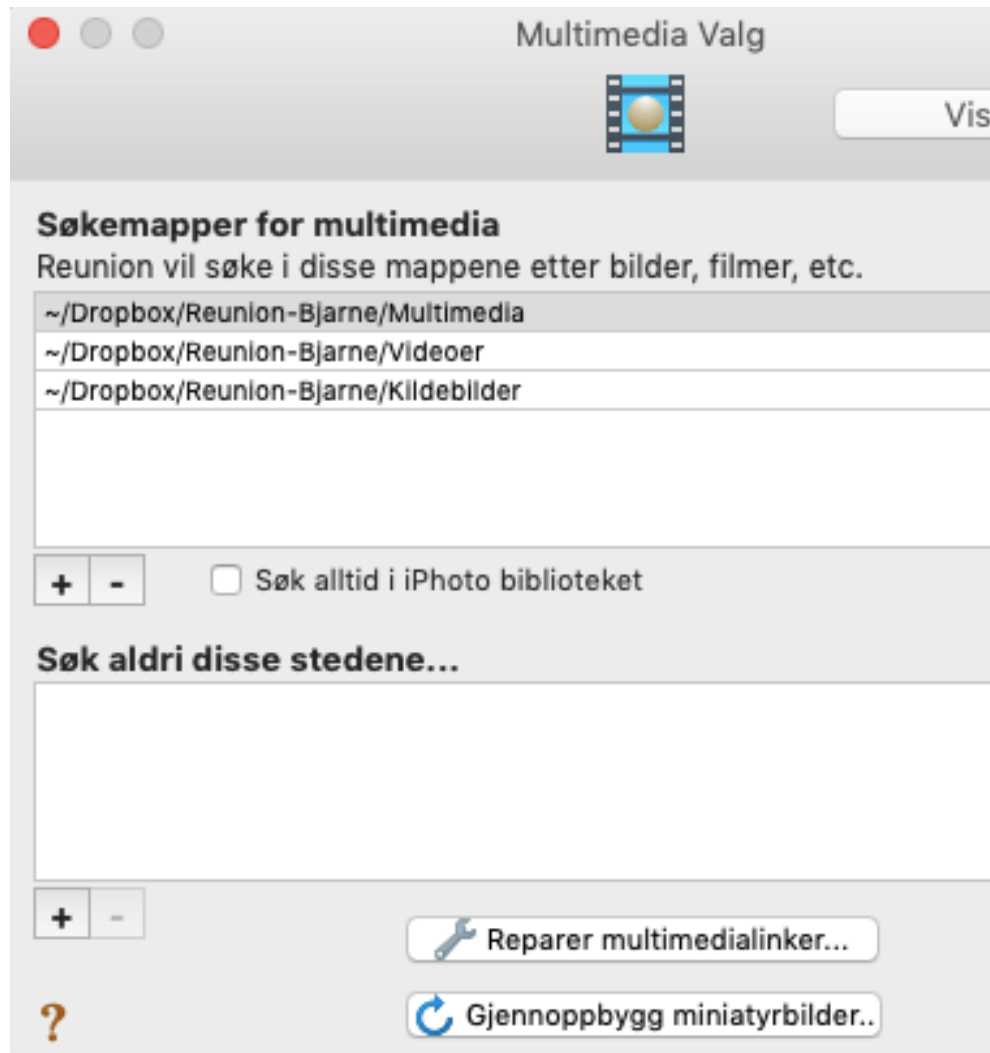 Multimedia Valg
Vis
Søkemapper for multimedia
Reunion vil søke i disse mappene etter bilder, filmer, etc.
~/Dropbox/Reunion-Bjarne/Multimedia
~/Dropbox/Reunion-Bjarne/Videoer
~/Dropbox/Reunion-Bjarne/Kildebilder
+ -
Søk alltid i iPhoto biblioteket
Søk aldri disse stedene...
+ -
Reparer multimedialinker...
?
Gjennoppbygg miniatyrbilder..